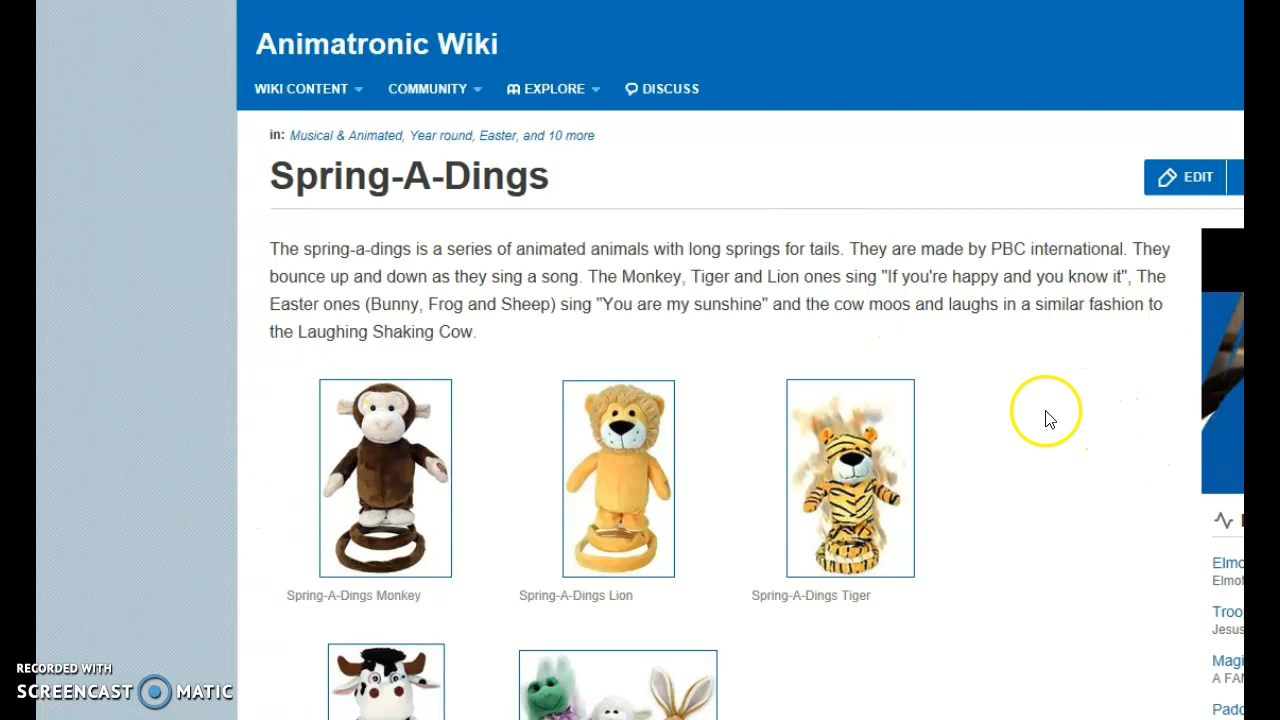 Animatronic Wiki
WIKI CONTENT COMMUNITY EXPLORE DISCUSS
in: Musical & Animated, Year round, Easter, and 10 more
Spring-A-Dings
EDIT
The spring-a-dings is a series of animated animals with long springs for tails. They are made by PBC international. They
bounce up and down as they sing a song. The Monkey, Tiger and Lion ones sing "If you're happy and you know it", The
Easter ones (Bunny, Frog and Sheep) sing "You are my sunshine" and the cow moos and laughs in a similar fashion to
the Laughing Shaking Cow.
Spring-A-Dings Monkey
Spring-A-Dings Lion
Spring-A-Dings Tiger
Elmo
Elmo
Troo
Jesus
Magi
A FA
Pado
RECORDED WITH
SCREENCAST MATIC